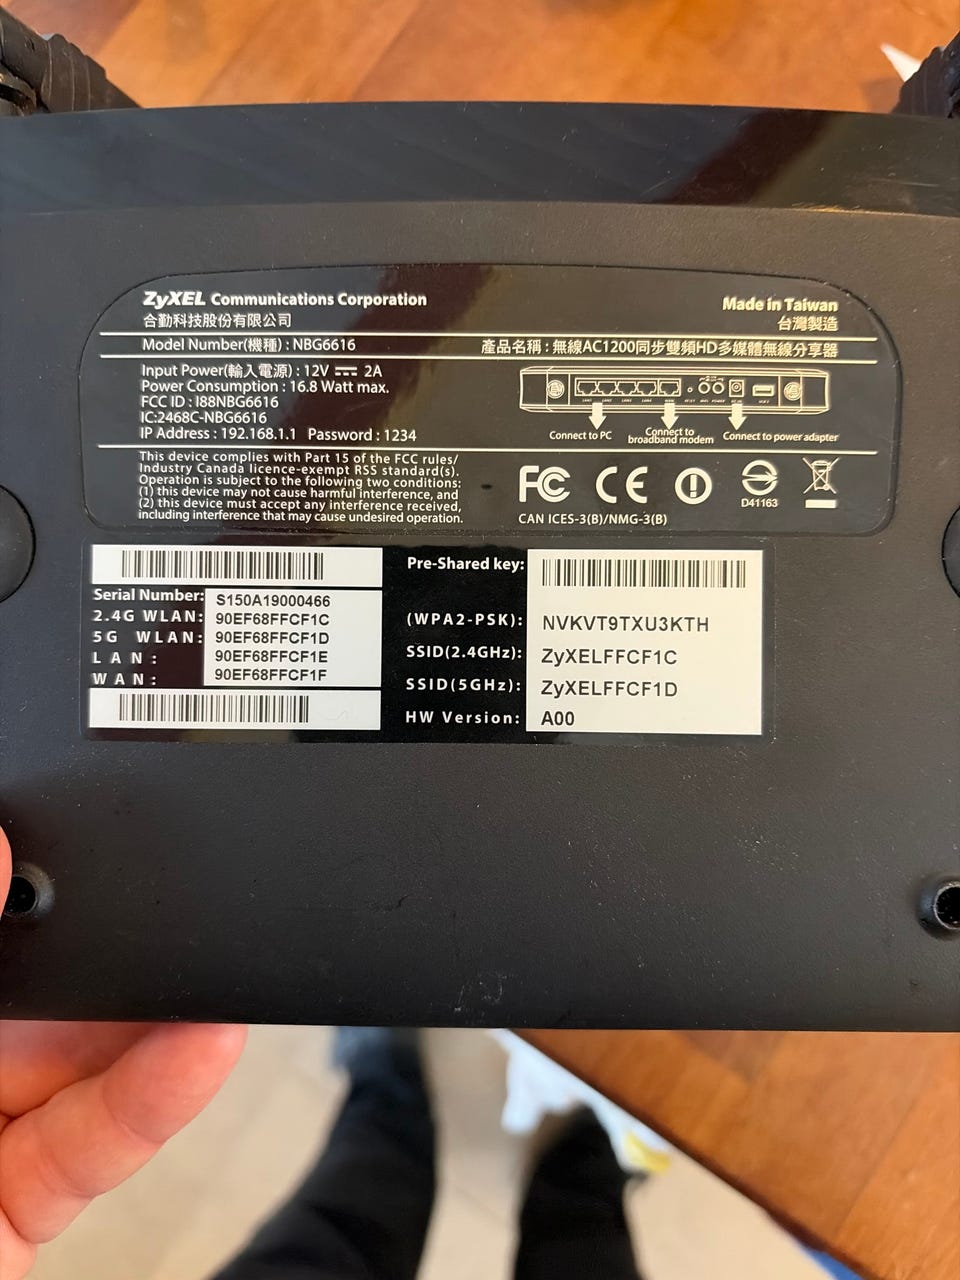 ZyXEL Communications Corporation
合勤科技股份有限公司
Made in Taiwan
台灣製造
Model Number(機種) : NBG6616
產品名稱 : 無線AC1200同步雙頻HD多媒體無線分享器
Input Power(輸入電源) : 12V 2A
Power Consumption : 16.8 Watt max.
FCC ID : I88NBG6616
IC:2468C-NBG6616
IP Address : 192.168.1.1 Password : 1234
Connect to PC
Connect to
broadband modem
Connect to power adapter
This device complies with Part 15 of the FCC rules/
Industry Canada licence-exempt RSS standard(s).
Operation is subject to the following two conditions:
(1) this device may not cause harmful interference, and
(2) this device must accept any interference received,
including interference that may cause undesired operation.
FC CE
D41163
CAN ICES-3(B)/NMG-3(B)
Serial Number: S150A19000466
2.4G WLAN: 90EF68FFCF1C
5G WLAN: 90EF68FFCF1D
LAN: 90EF68FFCF1E
WAN: 90EF68FFCF1F
Pre-Shared key:
(WPA2-PSK): NVKVT9TXU3KTH
SSID(2.4GHz): ZyXELFFCF1C
SSID(5GHz): ZyXELFFCF1D
HW Version: A00